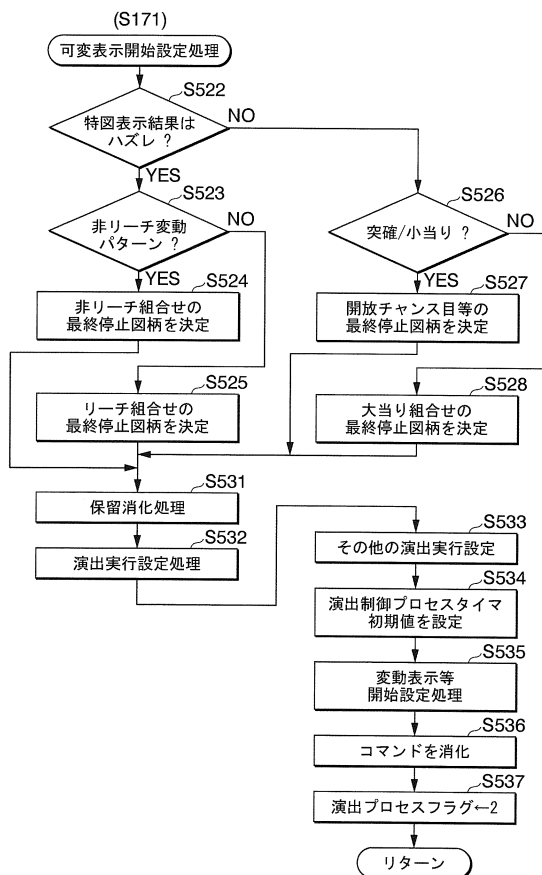 (S171)
可変表示開始設定処理
S522
特図表示結果は
ハズレ ?
NO
YES
S523
非リーチ変動
パターン ?
NO
YES
S524
非リーチ組合せの
最終停止図柄を決定
S525
リーチ組合せの
最終停止図柄を決定
S526
突確/小当り ?
NO
YES
S527
開放チャンス目等の
最終停止図柄を決定
S528
大当り組合せの
最終停止図柄を決定
S531
保留消化処理
S532
演出実行設定処理
S533
その他の演出実行設定
S534
演出制御プロセスタイマ
初期値を設定
S535
変動表示等
開始設定処理
S536
コマンドを消化
S537
演出プロセスフラグ←2
リターン